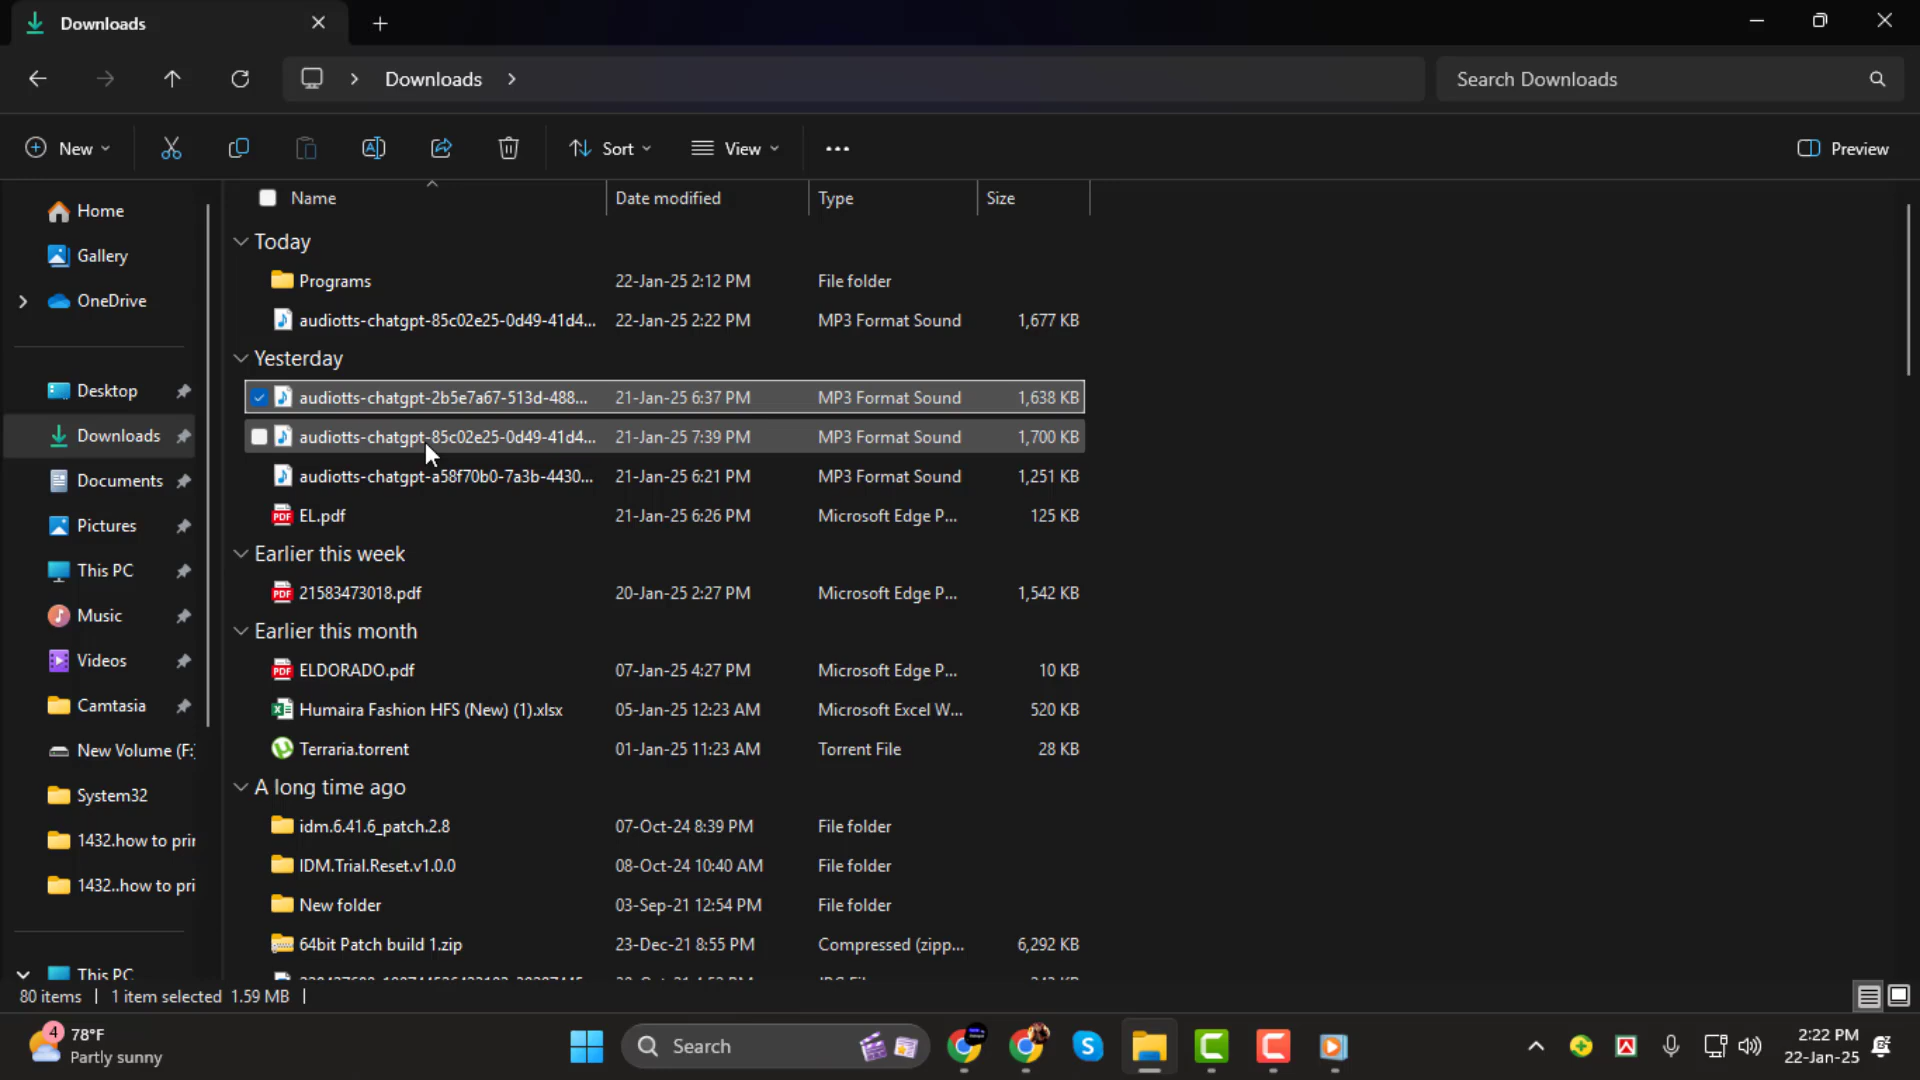 Downloads
Downloads
Search Downloads
New
Sort
View
Preview
Home
Gallery
OneDrive
Desktop
Downloads
Documents
Pictures
This PC
Music
Videos
Camtasia
New Volume (F:
System32
1432.how to prin
1432..how to pri
This PC
Name Date modified Type Size
Today
Programs 22-Jan-25 2:12 PM File folder
audiotts-chatgpt-85c02e25-0d49-41d4... 22-Jan-25 2:22 PM MP3 Format Sound 1,677 KB
Yesterday
audiotts-chatgpt-2b5e7a67-513d-488... 21-Jan-25 6:37 PM MP3 Format Sound 1,638 KB
audiotts-chatgpt-85c02e25-0d49-41d4... 21-Jan-25 7:39 PM MP3 Format Sound 1,700 KB
audiotts-chatgpt-a58f70b0-7a3b-4430... 21-Jan-25 6:21 PM MP3 Format Sound 1,251 KB
PDF EL.pdf 21-Jan-25 6:26 PM Microsoft Edge P... 125 KB
Earlier this week
PDF 21583473018.pdf 20-Jan-25 2:27 PM Microsoft Edge P... 1,542 KB
Earlier this month
PDF ELDORADO.pdf 07-Jan-25 4:27 PM Microsoft Edge P... 10 KB
Humaira Fashion HFS (New) (1).xlsx 05-Jan-25 12:23 AM Microsoft Excel W... 520 KB
Terraria.torrent 01-Jan-25 11:23 AM Torrent File 28 KB
A long time ago
idm.6.41.6_patch.2.8 07-Oct-24 8:39 PM File folder
IDM.Trial.Reset.v1.0.0 08-Oct-24 10:40 AM File folder
New folder 03-Sep-21 12:54 PM File folder
64bit Patch build 1.zip 23-Dec-21 8:55 PM Compressed (zipp... 6,292 KB
80 items 1 item selected 1.59 MB
4
78°F
Partly sunny
Search
2:22 PM
22-Jan-25